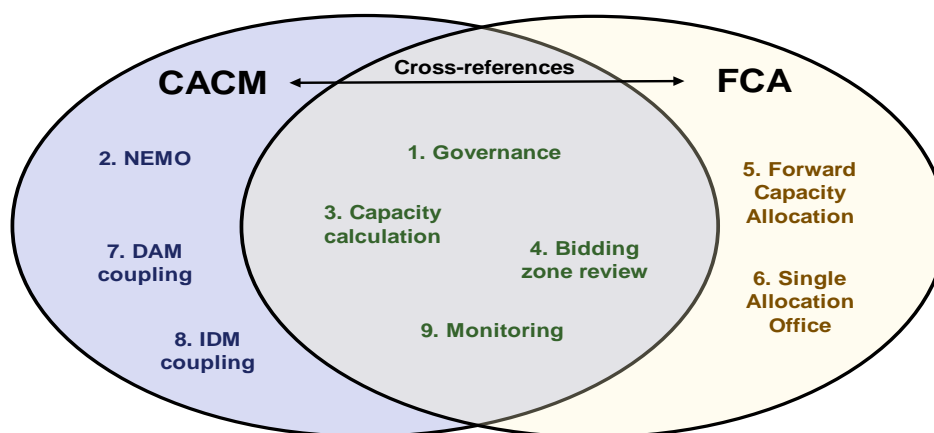 Cross-references
CACM
FCA
2. NEMO
1. Governance
5. Forward
Capacity
Allocation
3. Capacity
calculation
4. Bidding
zone review
7. DAM
coupling
6. Single
Allocation
Office
8. IDM
coupling
9. Monitoring